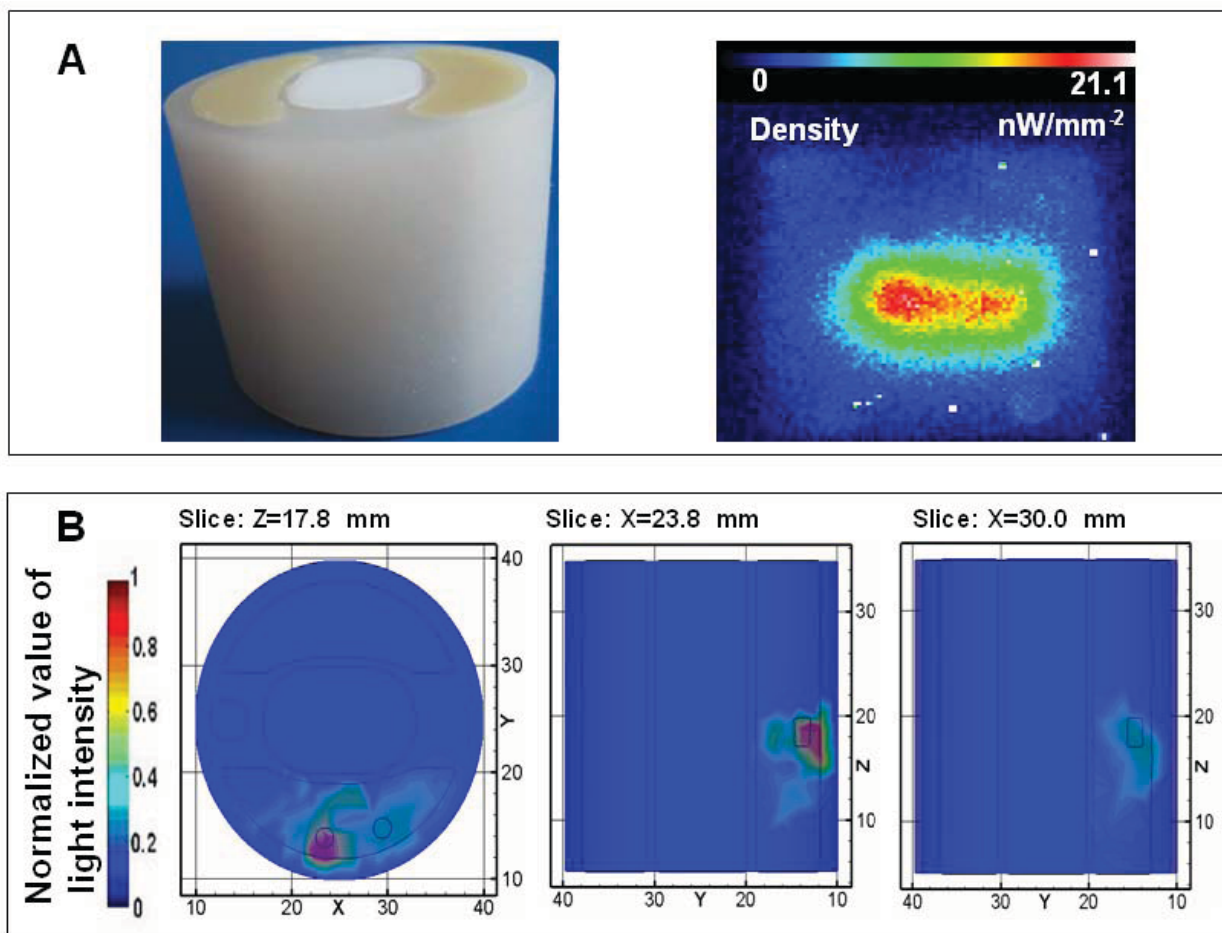 A
0 21.1
Density nW/mm-2
B
Slice: Z=17.8 mm
Slice: X=23.8 mm
Slice: X=30.0 mm
Normalized value of
light intensity
1
0.8
0.6
0.4
0.2
0
40
30
Y
20
10
10 20 X 30 40
30
20
Z
10
40 30 Y 20 10
30
20
Z
10
40 30 Y 20 10